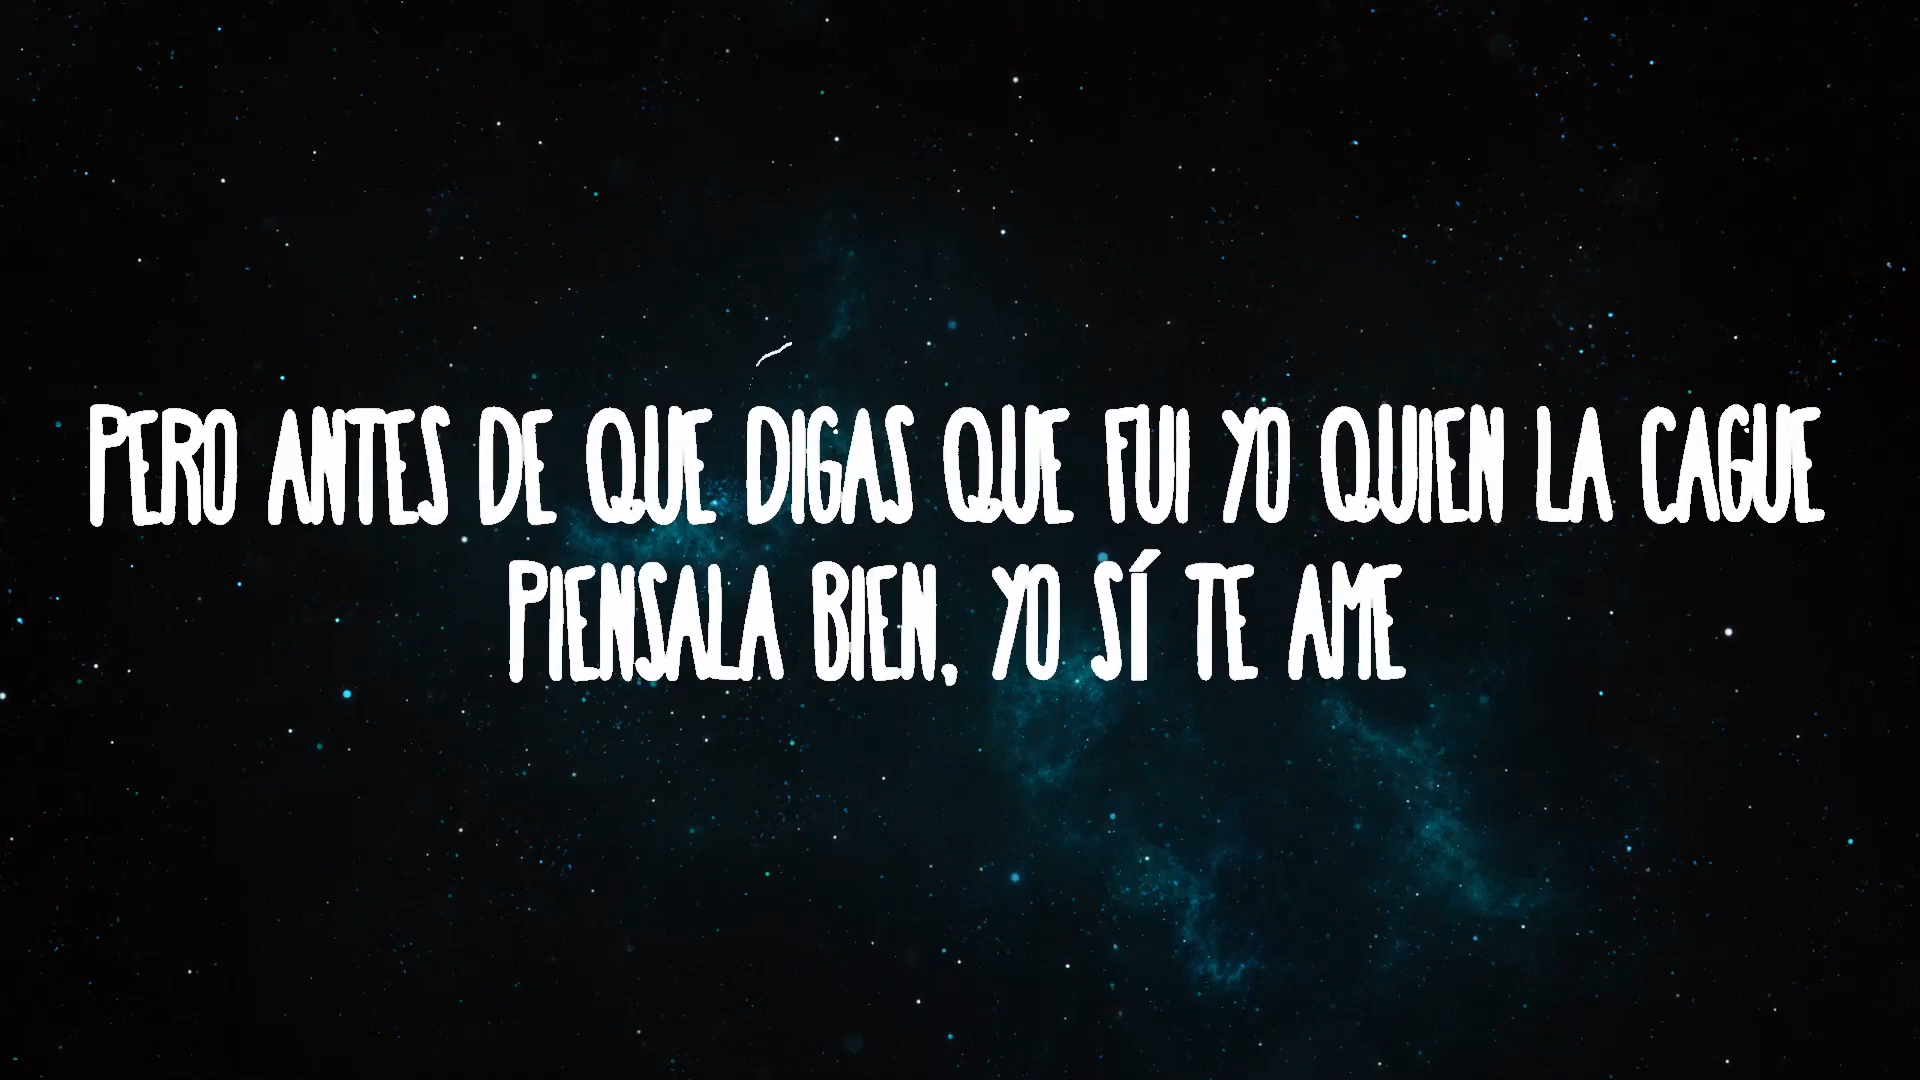 PERO ANTES DE QUE DIGAS QUE FUI YO QUIEN LA CAGUE
PIENSALA BIEN, YO SÍ TE AME